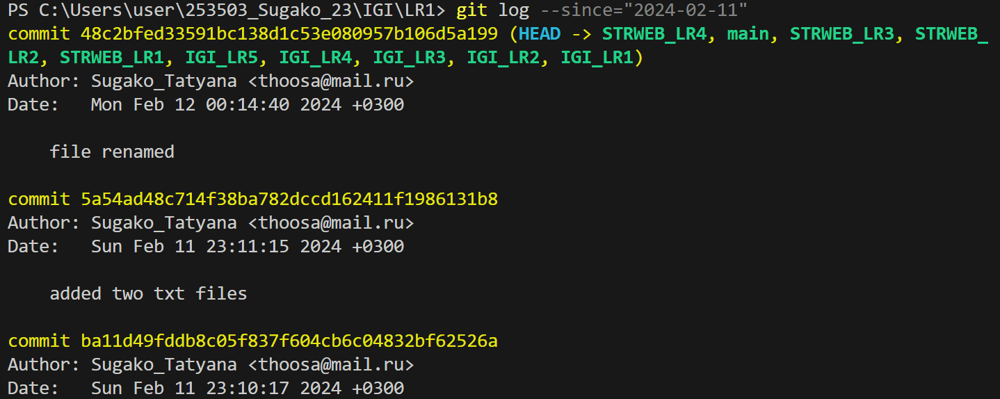 PS C:\Users\user\253503_Sugako_23\IGI\LR1> git log --since="2024-02-11"
commit 48c2bfed33591bc138d1c53e080957b106d5a199 (HEAD -> STRWEB_LR4, main, STRWEB_LR3, STRWEB_
LR2, STRWEB_LR1, IGI_LR5, IGI_LR4, IGI_LR3, IGI_LR2, IGI_LR1)
Author: Sugako_Tatyana <thoosa@mail.ru>
Date:   Mon Feb 12 00:14:40 2024 +0300
    file renamed
commit 5a54ad48c714f38ba782dccd162411f1986131b8
Author: Sugako_Tatyana <thoosa@mail.ru>
Date:   Sun Feb 11 23:11:15 2024 +0300
    added two txt files
commit ba11d49fddb8c05f837f604cb6c04832bf62526a
Author: Sugako_Tatyana <thoosa@mail.ru>
Date:   Sun Feb 11 23:10:17 2024 +0300